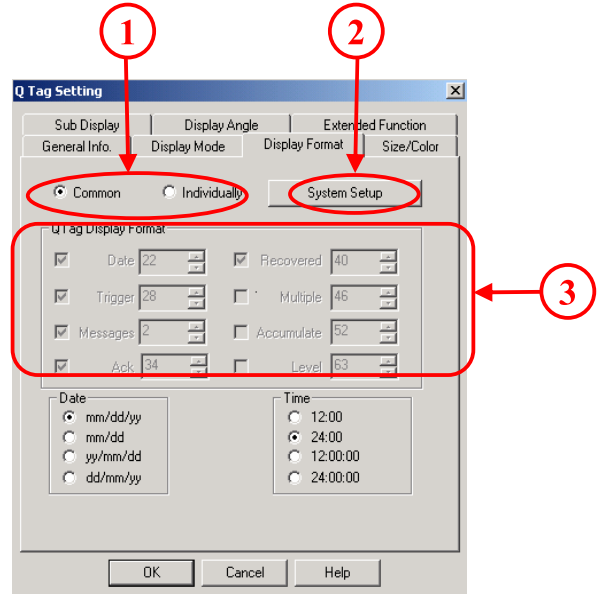 1
2
Q Tag Setting
Sub Display
Display Angle
Extended Function
General Info.
Display Mode
Display Format
Size/Color
Common
Individually
System Setup
QTag Display Format
Date 22
Recovered 40
3
Trigger 28
Multiple 46
Messages 2
Accumulate 52
Ack 34
Level 63
Date
Time
mm/dd/yy
12:00
mm/dd
24:00
yy/mm/dd
12:00:00
dd/mm/yy
24:00:00
OK
Cancel
Help